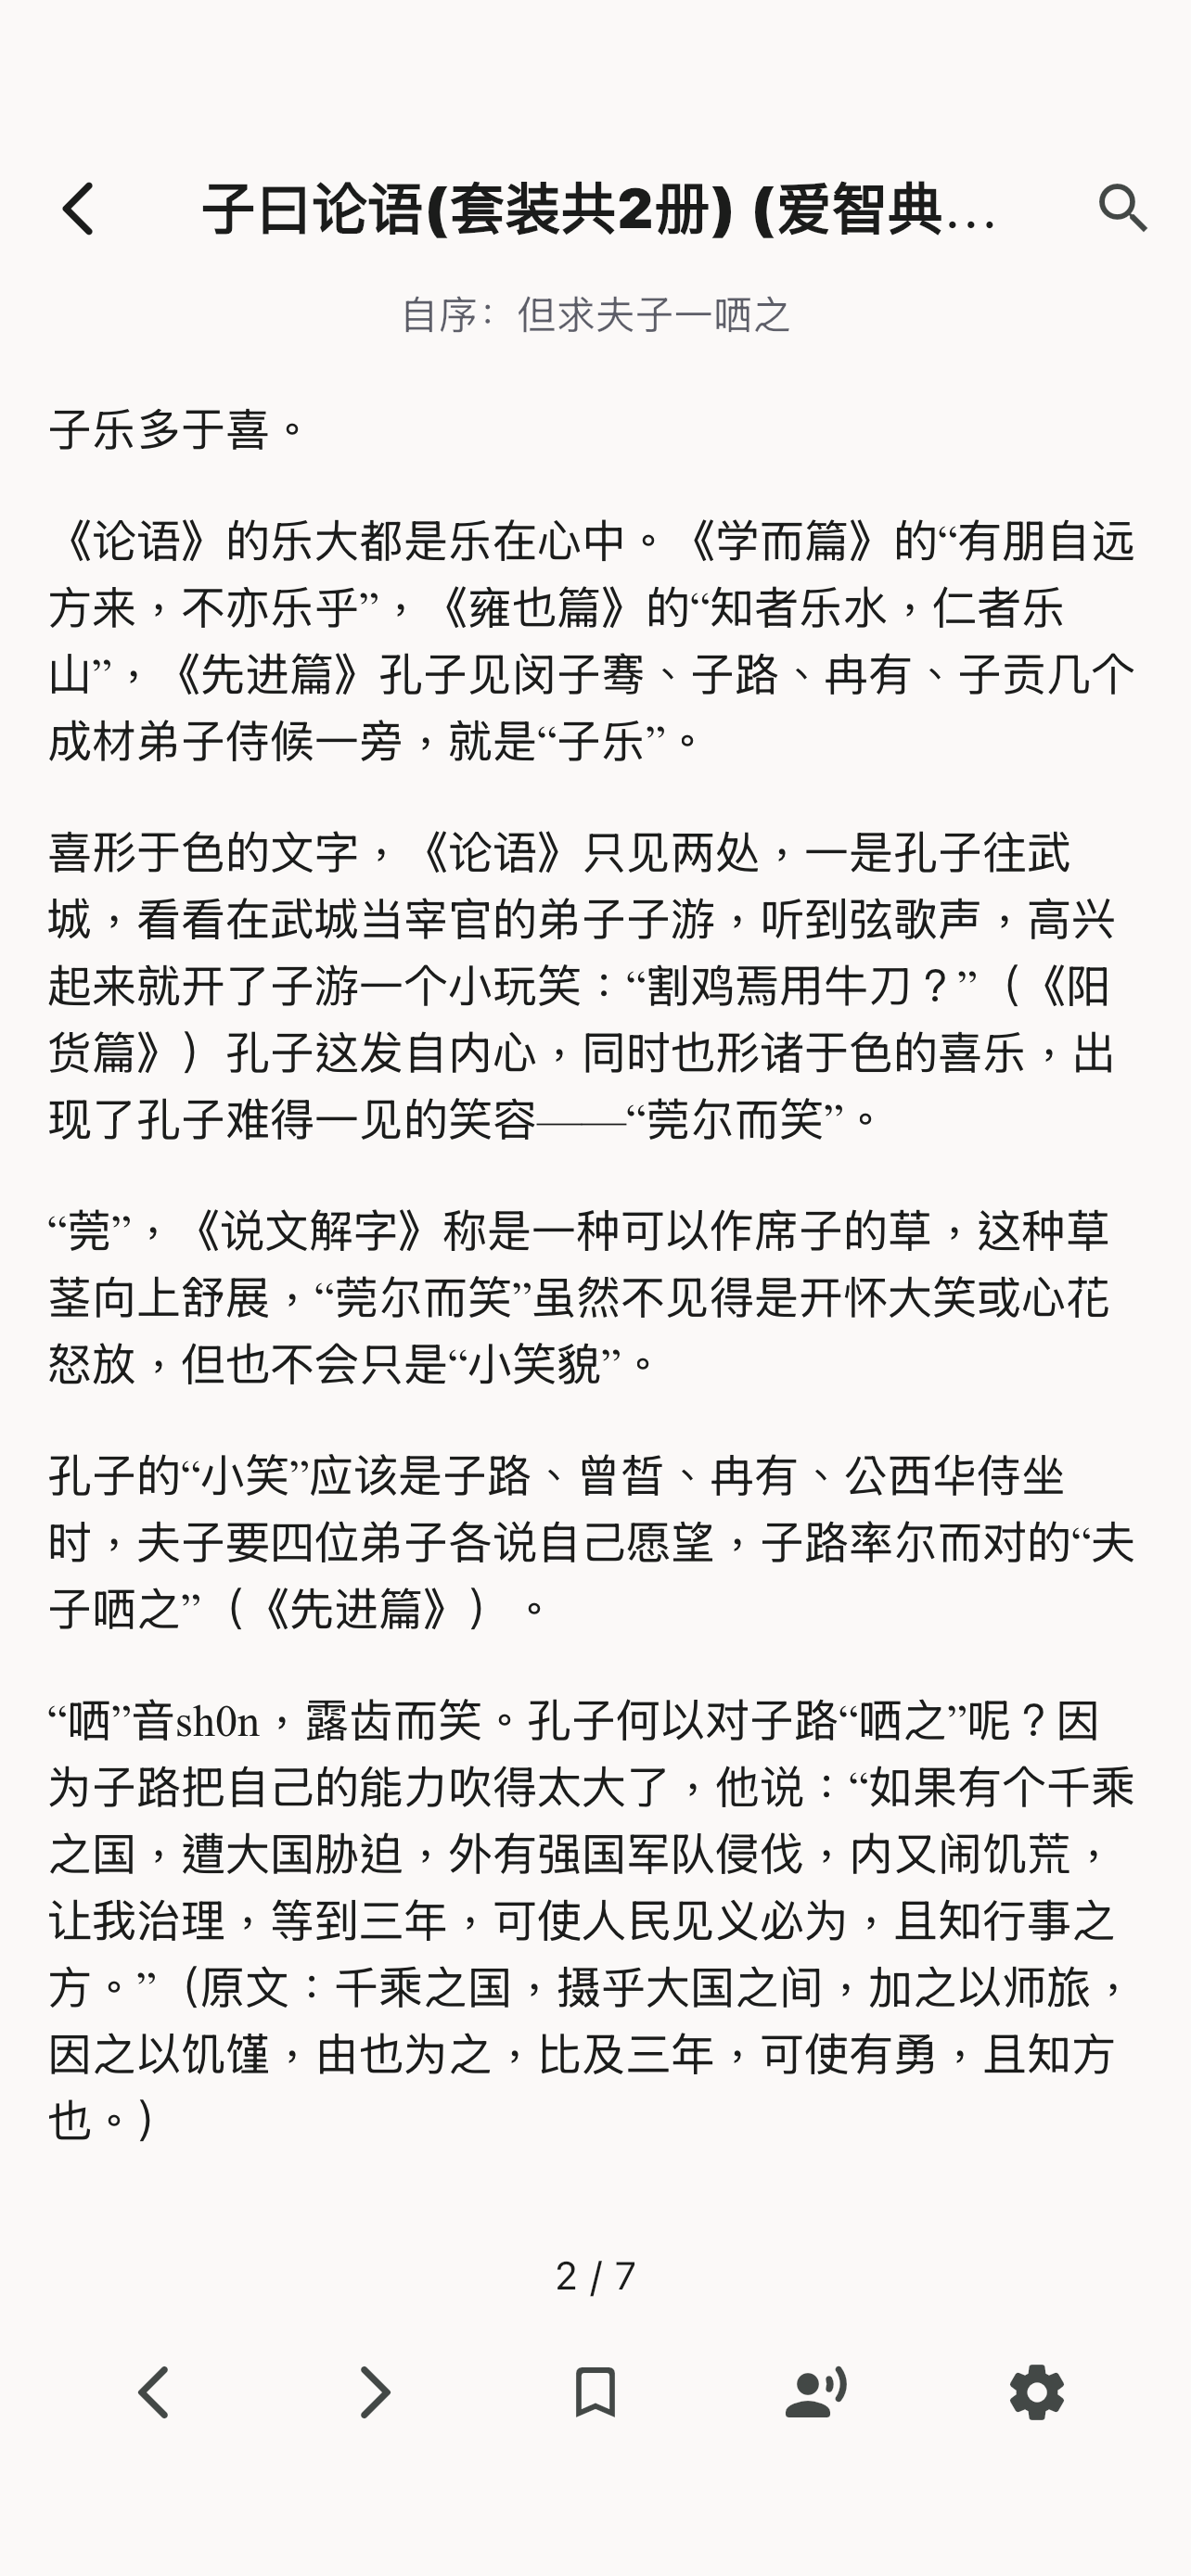 子曰论语(套装共2册) (爱智典...
自序：但求夫子一哂之
子乐多于喜。
《论语》的乐大都是乐在心中。《学而篇》的“有朋自远
方来，不亦乐乎”，《雍也篇》的“知者乐水，仁者乐
山”，《先进篇》孔子见闵子骞、子路、冉有、子贡几个
成材弟子侍候一旁，就是“子乐”。
喜形于色的文字，《论语》只见两处，一是孔子往武
城，看看在武城当宰官的弟子子游，听到弦歌声，高兴
起来就开了子游一个小玩笑：“割鸡焉用牛刀？”（《阳
货篇》）孔子这发自内心，同时也形诸于色的喜乐，出
现了孔子难得一见的笑容——“莞尔而笑”。
“莞”，《说文解字》称是一种可以作席子的草，这种草
茎向上舒展，“莞尔而笑”虽然不见得是开怀大笑或心花
怒放，但也不会只是“小笑貌”。
孔子的“小笑”应该是子路、曾皙、冉有、公西华侍坐
时，夫子要四位弟子各说自己愿望，子路率尔而对的“夫
子哂之”（《先进篇》）。
“哂”音sh0n，露齿而笑。孔子何以对子路“哂之”呢？因
为子路把自己的能力吹得太大了，他说：“如果有个千乘
之国，遭大国胁迫，外有强国军队侵伐，内又闹饥荒，
让我治理，等到三年，可使人民见义必为，且知行事之
方。”（原文：千乘之国，摄乎大国之间，加之以师旅，
因之以饥馑，由也为之，比及三年，可使有勇，且知方
也。）
2 / 7